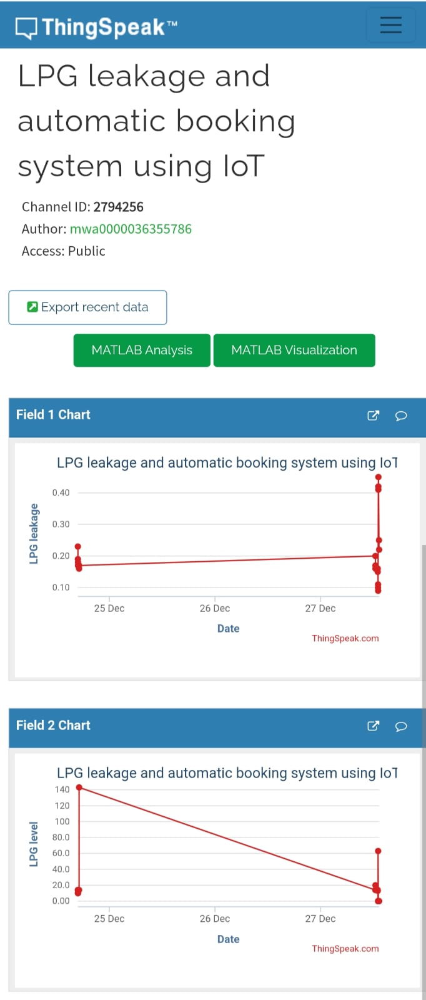 ThingSpeak™
LPG leakage and
automatic booking
system using IoT
Channel ID: 2794256
Author: mwa0000036355786
Access: Public
Export recent data
MATLAB Analysis
MATLAB Visualization
Field 1 Chart
LPG leakage and automatic booking system using IoT
LPG leakage
0.40
0.30
0.20
0.10
25 Dec
26 Dec
27 Dec
Date
ThingSpeak.com
Field 2 Chart
LPG leakage and automatic booking system using IoT
LPG level
140
120
100
80.0
60.0
40.0
20.0
0.00
25 Dec
26 Dec
27 Dec
Date
ThingSpeak.com